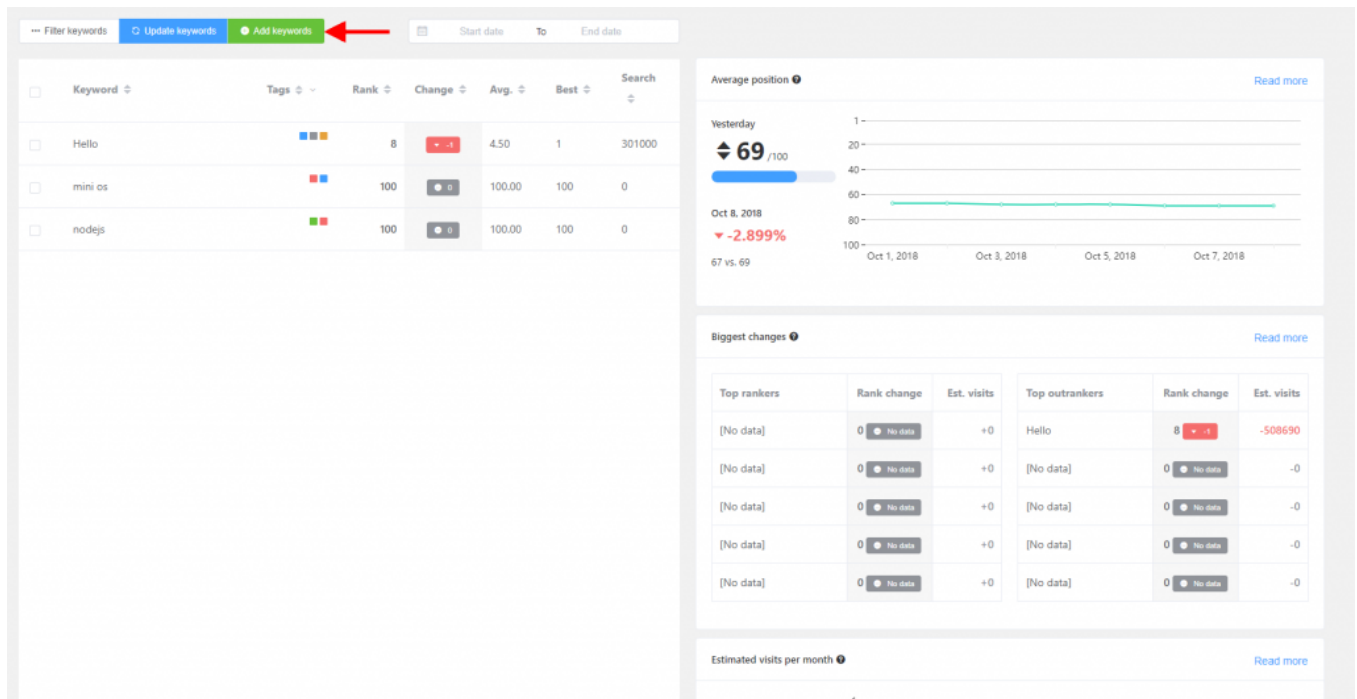 Filter keywords Update keywords Add keywords Start date To End date
Keyword Tags Rank Change Avg. Best Search
Hello 8 -1 4.50 1 301000
mini os 100 0 100.00 100 0
nodejs 100 0 100.00 100 0
Average position Read more
Yesterday
69 /100
Oct 8, 2018
-2.899%
67 vs. 69
1
20
40
60
80
100
Oct 1, 2018 Oct 3, 2018 Oct 5, 2018 Oct 7, 2018
Biggest changes Read more
Top rankers Rank change Est. visits Top outrankers Rank change Est. visits
[No data] 0 No data +0 Hello 8 -1 -508690
[No data] 0 No data +0 [No data] 0 No data -0
[No data] 0 No data +0 [No data] 0 No data -0
[No data] 0 No data +0 [No data] 0 No data -0
[No data] 0 No data +0 [No data] 0 No data -0
Estimated visits per month Read more